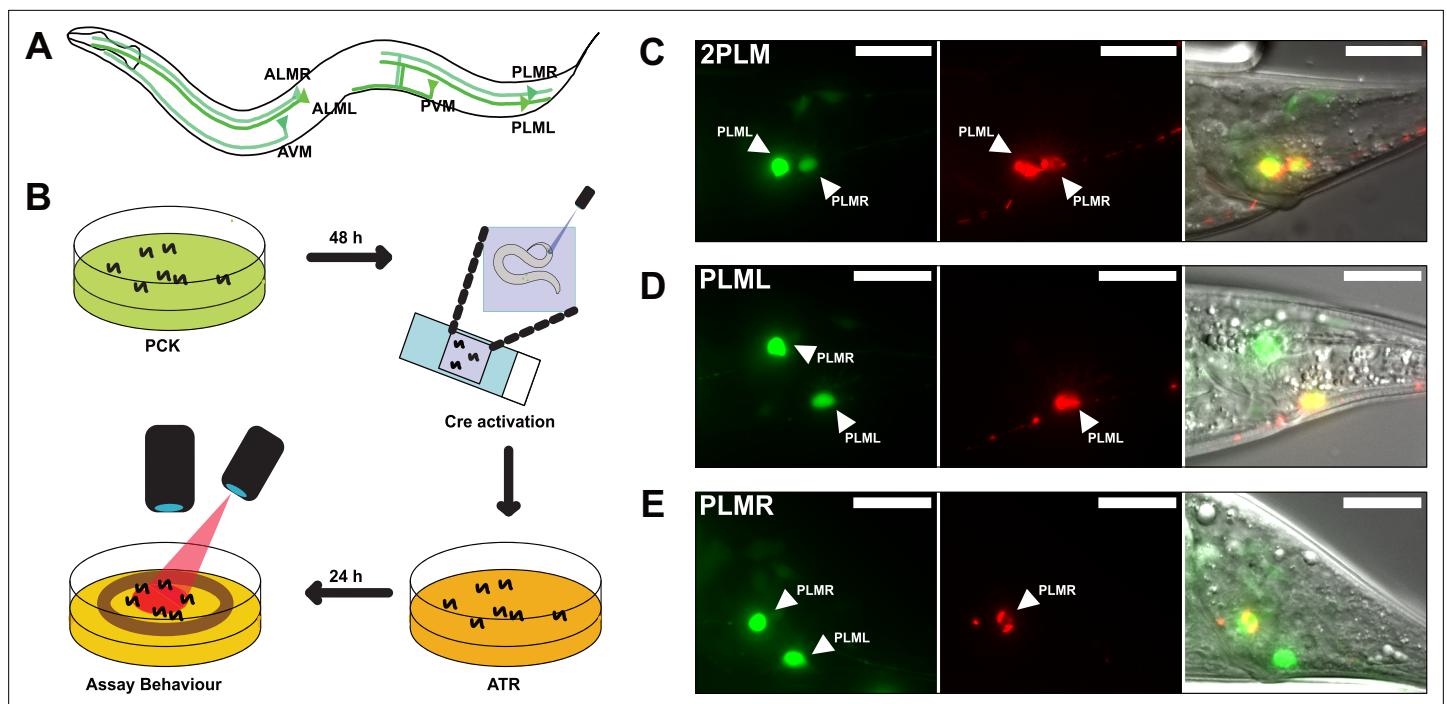 A
ALMR
ALML
AVM
PVM
PLMR
PLML
B
48 h
PCK
Cre activation
24 h
Assay Behaviour
ATR
C
2PLM
PLML
PLMR
PLML
PLMR
D
PLML
PLMR
PLML
PLML
E
PLMR
PLMR
PLML
PLMR